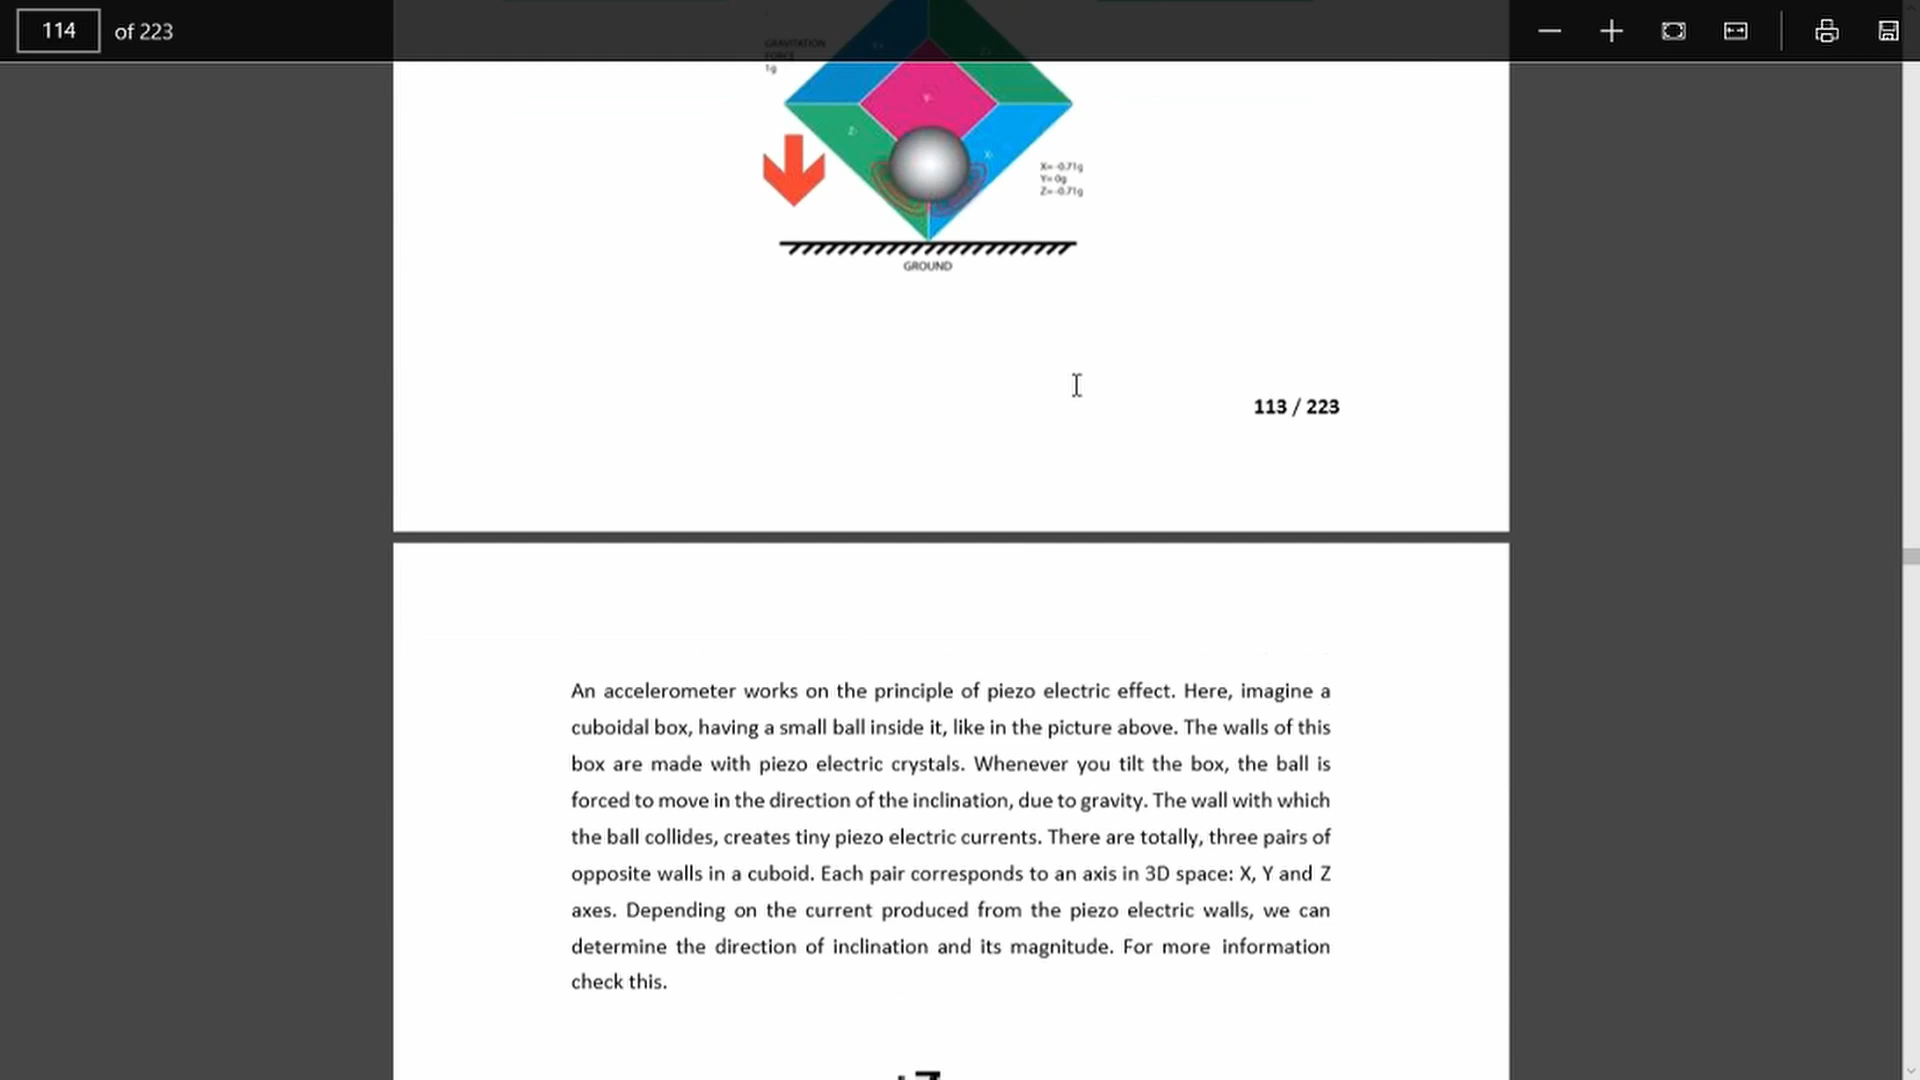 114 of 223
GRAVITATION
FORCE
1g
Y-
Z-
X-
X= -0.71g
Y= 0g
Z= -0.71g
GROUND
113 / 223
An accelerometer works on the principle of piezo electric effect. Here, imagine a
cuboidal box, having a small ball inside it, like in the picture above. The walls of this
box are made with piezo electric crystals. Whenever you tilt the box, the ball is
forced to move in the direction of the inclination, due to gravity. The wall with which
the ball collides, creates tiny piezo electric currents. There are totally, three pairs of
opposite walls in a cuboid. Each pair corresponds to an axis in 3D space: X, Y and Z
axes. Depending on the current produced from the piezo electric walls, we can
determine the direction of inclination and its magnitude. For more information
check this.